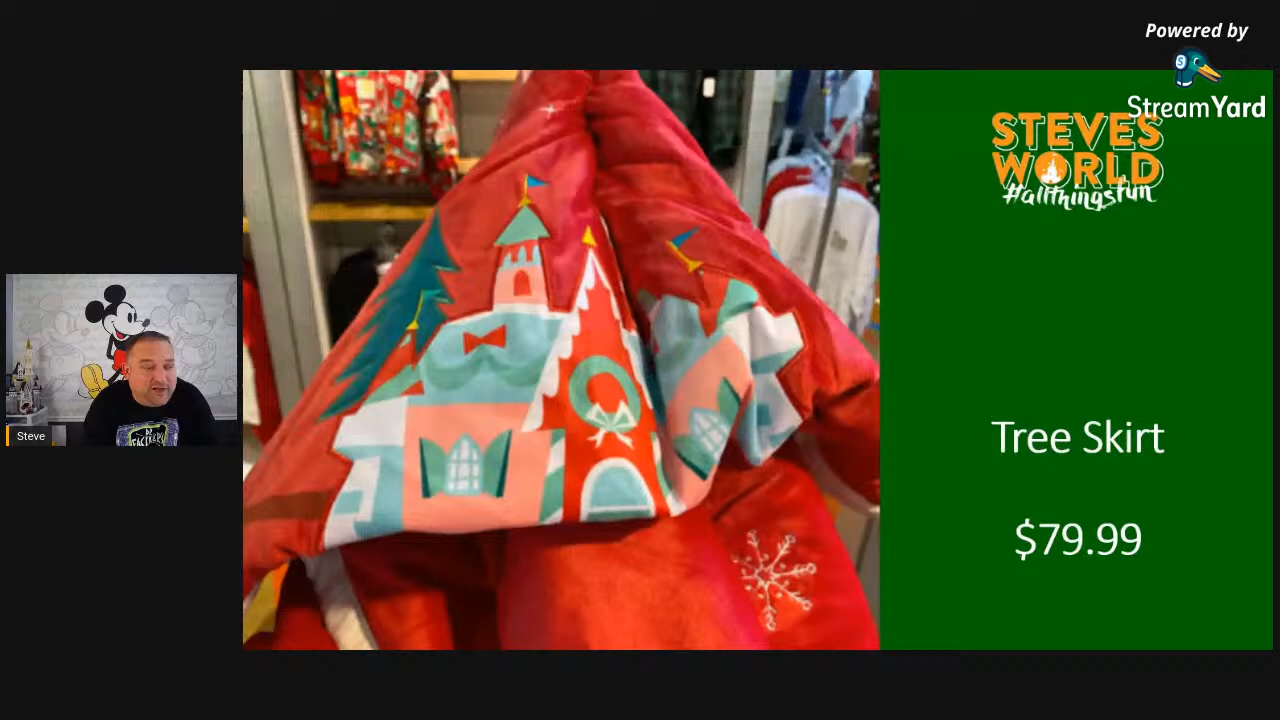 Powered by
StreamYard
STEVES
WORLD
#allthingsfun
Steve
Tree Skirt
$79.99